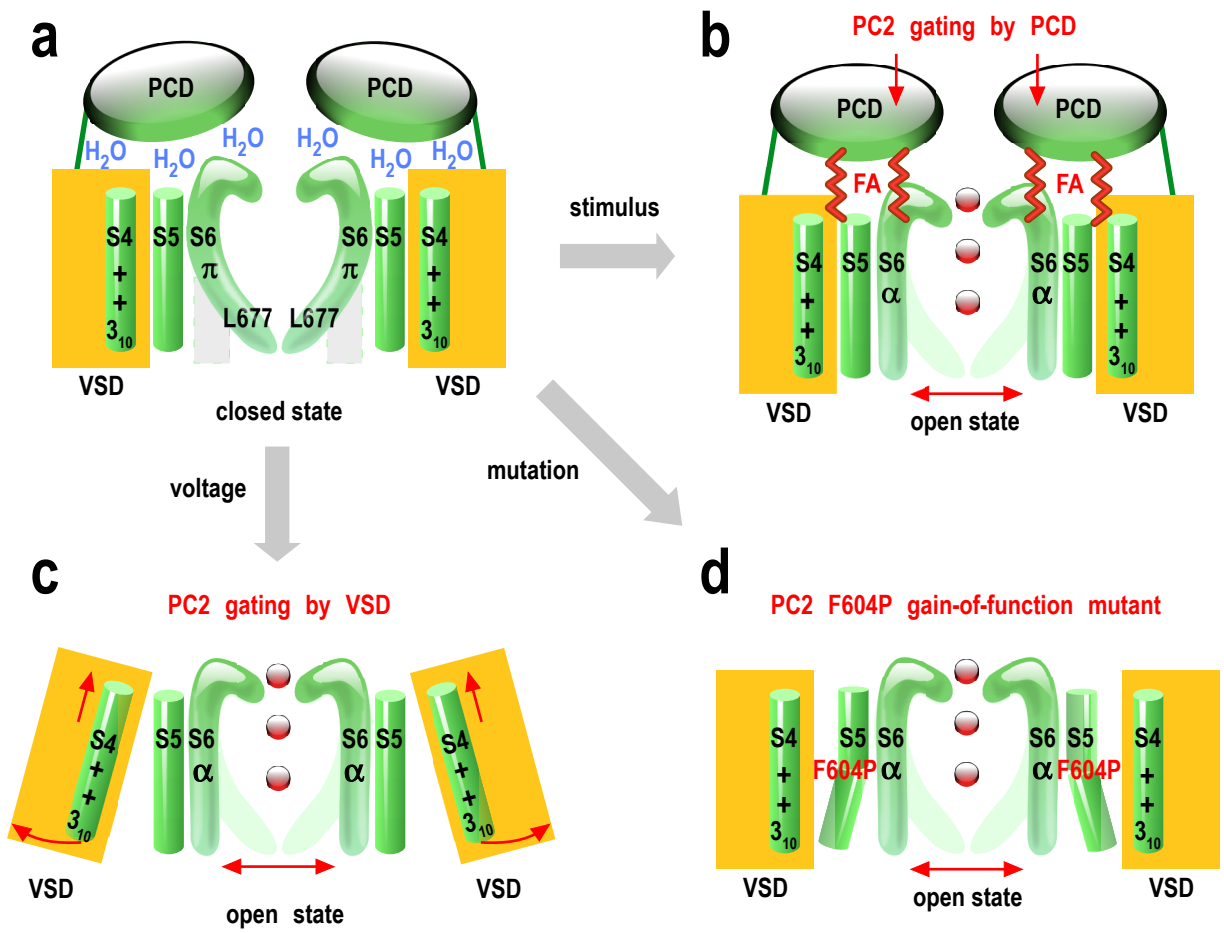 a
PCD PCD
H2O H2O H2O H2O H2O H2O
S4 S5 S6 S6 S5 S4
+ π π +
+ +
310 L677 L677 310
VSD VSD
closed state
stimulus
b
PC2 gating by PCD
PCD PCD
FA FA
S4 S5 S6 S6 S5 S4
+ α α +
+ +
310 310
VSD VSD
open state
voltage
mutation
c
PC2 gating by VSD
S4 S5 S6 S6 S5 S4
+ α α +
+ +
310 310
VSD VSD
open state
d
PC2 F604P gain-of-function mutant
S4 S5 S6 S6 S5 S4
+ F604P α α F604P +
+ +
310 310
VSD VSD
open state